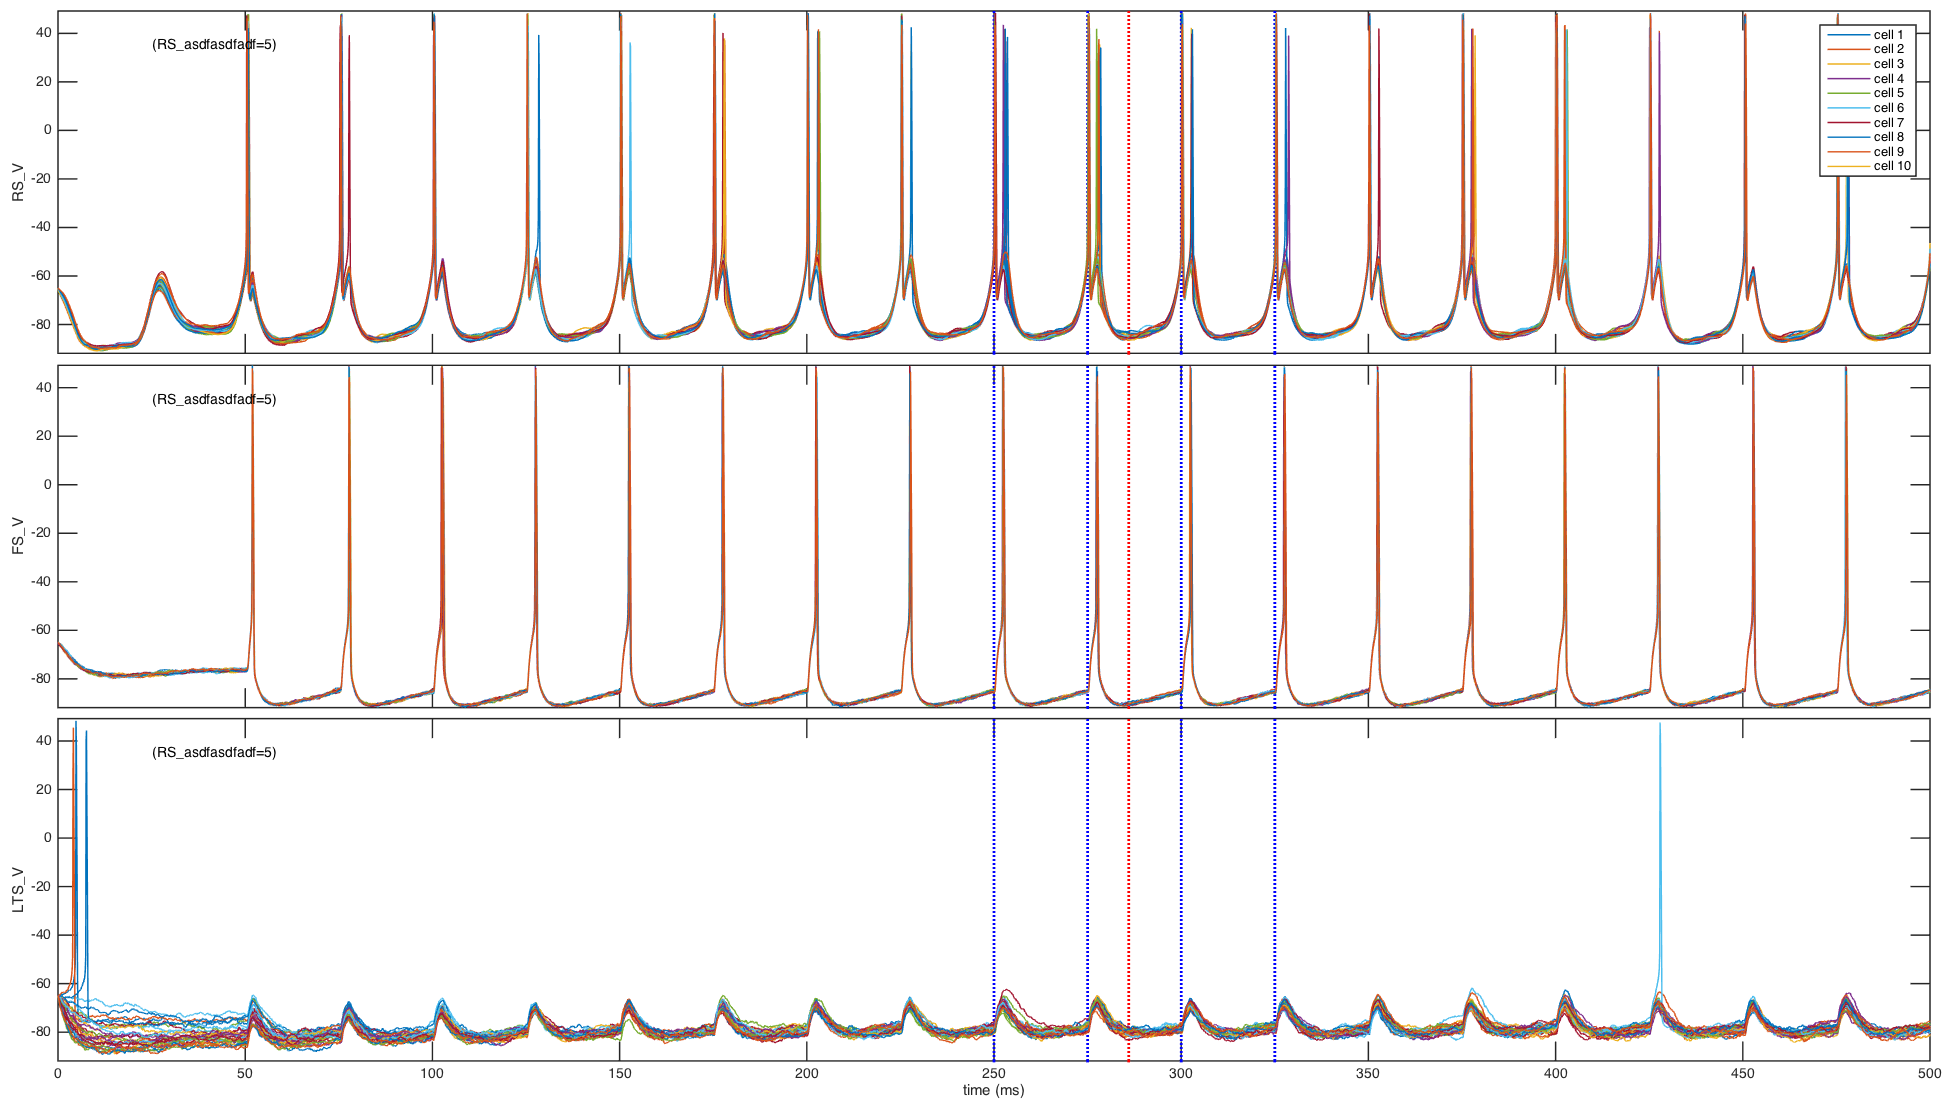 40
20
0
-20
-40
-60
-80
RS_V
(RS_asdfasdfadf=5)
cell 1
cell 2
cell 3
cell 4
cell 5
cell 6
cell 7
cell 8
cell 9
cell 10
40
20
0
-20
-40
-60
-80
FS_V
(RS_asdfasdfadf=5)
40
20
0
-20
-40
-60
-80
LTS_V
(RS_asdfasdfadf=5)
0 50 100 150 200 250 300 350 400 450 500
time (ms)